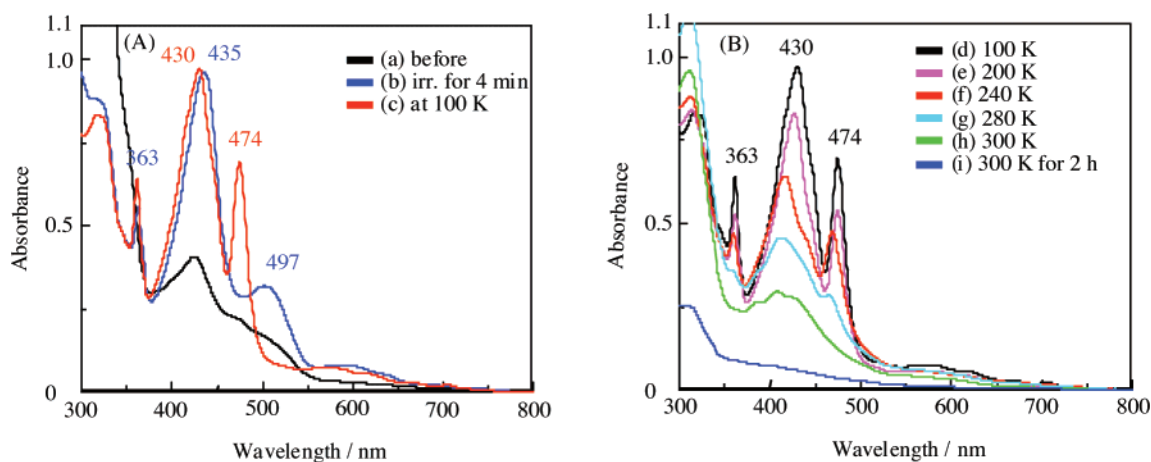 1.1
1.0
0.5
0
Absorbance
(A)
430 435
363
474
497
(a) before
(b) irr. for 4 min
(c) at 100 K
300 400 500 600 700 800
Wavelength / nm
1.1
1.0
0.5
0
Absorbance
(B)
430
363
474
(d) 100 K
(e) 200 K
(f) 240 K
(g) 280 K
(h) 300 K
(i) 300 K for 2 h
300 400 500 600 700 800
Wavelength / nm